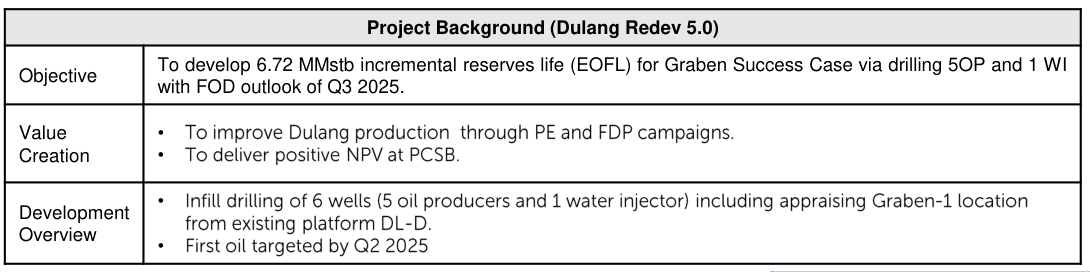 Project Background (Dulang Redev 5.0)
Objective
To develop 6.72 MMstb incremental reserves life (EOFL) for Graben Success Case via drilling 5OP and 1 WI
with FOD outlook of Q3 2025.
Value
Creation
• To improve Dulang production through PE and FDP campaigns.
• To deliver positive NPV at PCSB.
Development
Overview
• Infill drilling of 6 wells (5 oil producers and 1 water injector) including appraising Graben-1 location
from existing platform DL-D.
• First oil targeted by Q2 2025